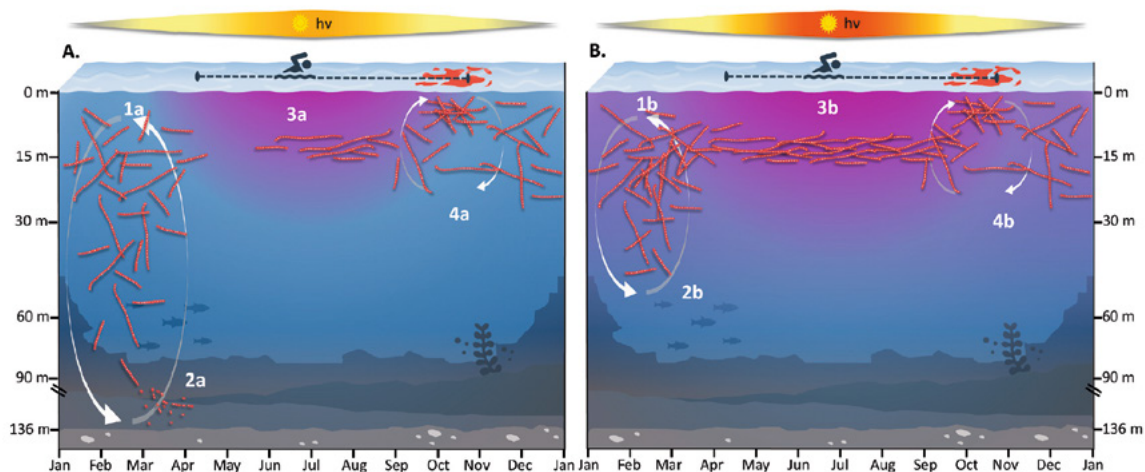 hν
hν
A.
B.
0 m
15 m
30 m
60 m
90 m
136 m
1a
2a
3a
4a
Jan Feb Mar Apr May Jun Jul Aug Sep Oct Nov Dec Jan
1b
2b
3b
4b
0 m
15 m
30 m
60 m
90 m
136 m
Jan Feb Mar Apr May Jun Jul Aug Sep Oct Nov Dec Jan